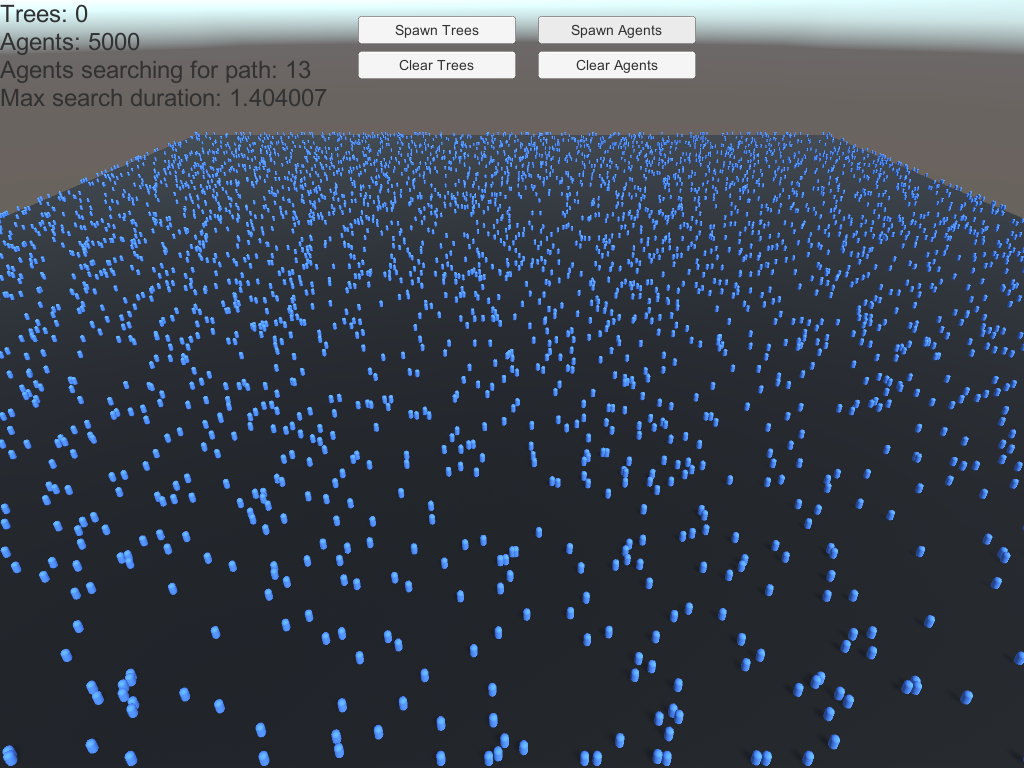 Trees: 0
Agents: 5000
Agents searching for path: 13
Max search duration: 1.404007
Spawn Trees
Spawn Agents
Clear Trees
Clear Agents